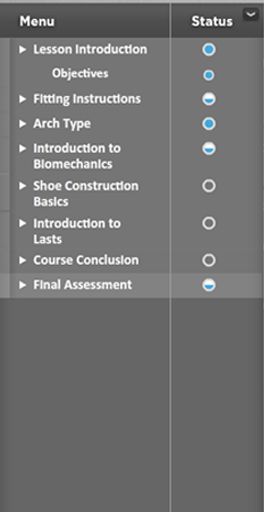 Menu Status
Lesson Introduction
Objectives
Fitting Instructions
Arch Type
Introduction to
Biomechanics
Shoe Construction
Basics
Introduction to
Lasts
Course Conclusion
Final Assessment